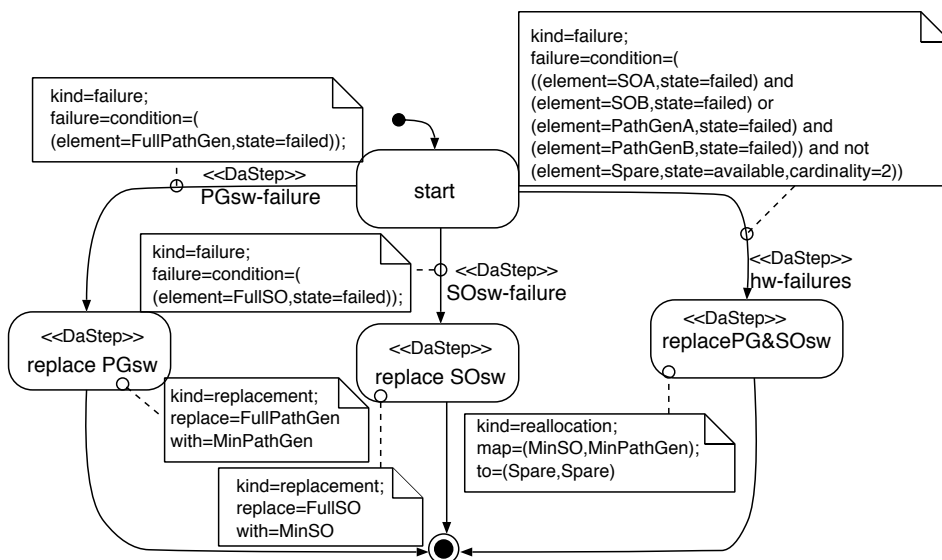 kind=failure;
failure=condition=(
((element=SOA,state=failed) and
(element=SOB,state=failed) or
(element=PathGenA,state=failed) and
(element=PathGenB,state=failed)) and not
(element=Spare,state=available,cardinality=2))
kind=failure;
failure=condition=(
(element=FullPathGen,state=failed));
<<DaStep>>
PGsw-failure
start
kind=failure;
failure=condition=(
(element=FullSO,state=failed));
<<DaStep>>
SOsw-failure
<<DaStep>>
hw-failures
<<DaStep>>
replace PGsw
<<DaStep>>
replace SOsw
<<DaStep>>
replacePG&SOsw
kind=replacement;
replace=FullPathGen
with=MinPathGen
kind=replacement;
replace=FullSO
with=MinSO
kind=reallocation;
map=(MinSO,MinPathGen);
to=(Spare,Spare)